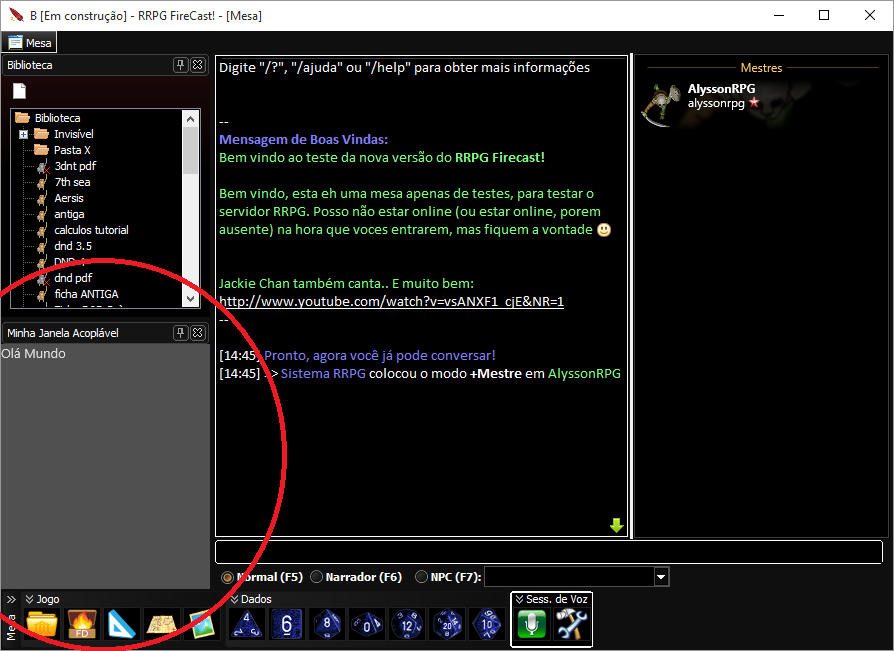 B [Em construção] - RRPG FireCast! - [Mesa]
Mesa
Biblioteca
Biblioteca
Invisível
Pasta X
3dnt pdf
7th sea
Aersis
antiga
calculos tutorial
dnd 3.5
dnd pdf
ficha ANTIGA
Minha Janela Acoplável
Olá Mundo
Digite "/?", "/ajuda" ou "/help" para obter mais informações
--
Mensagem de Boas Vindas:
Bem vindo ao teste da nova versão do RRPG Firecast!
Bem vindo, esta eh uma mesa apenas de testes, para testar o
servidor RRPG. Posso não estar online (ou estar online, porem
ausente) na hora que voces entrarem, mas fiquem a vontade
Jackie Chan também canta.. E muito bem:
http://www.youtube.com/watch?v=vsANXF1_cjE&NR=1
--
[14:45] Pronto, agora você já pode conversar!
[14:45] > Sistema RRPG colocou o modo +Mestre em AlyssonRPG
Mestres
AlyssonRPG
alyssonrpg
Normal (F5) Narrador (F6) NPC (F7):
Mesa
Jogo
FD
Dados
4 6 8 0 12 20 10
Sess. de Voz